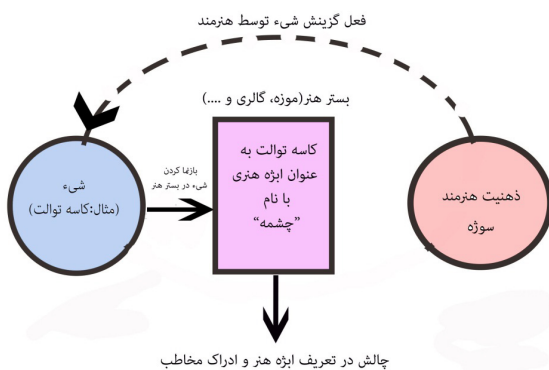 فعل گزینش شیء توسط هنرمند
بستر هنر(موزه، گالری و ....)
ذهنیت هنرمند
سوژه
کاسه توالت به
عنوان ابژه هنری
با نام
“چشمه”
بازنما کردن
شیء در بستر هنر
شیء
(مثال:کاسه توالت)
چالش در تعریف ابژه هنر و ادراک مخاطب